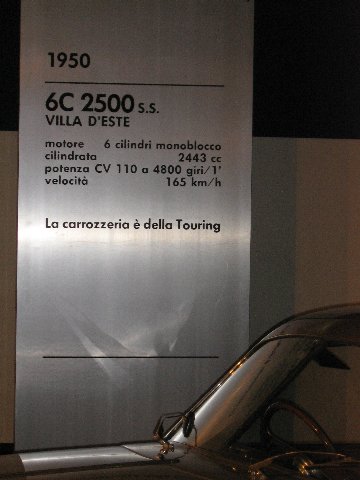 1950
6C 2500 S.S.
VILLA D'ESTE
motore 6 cilindri monoblocco
cilindrata 2443 cc
potenza CV 110 a 4800 giri/1'
velocità 165 km/h
La carrozzeria è della Touring